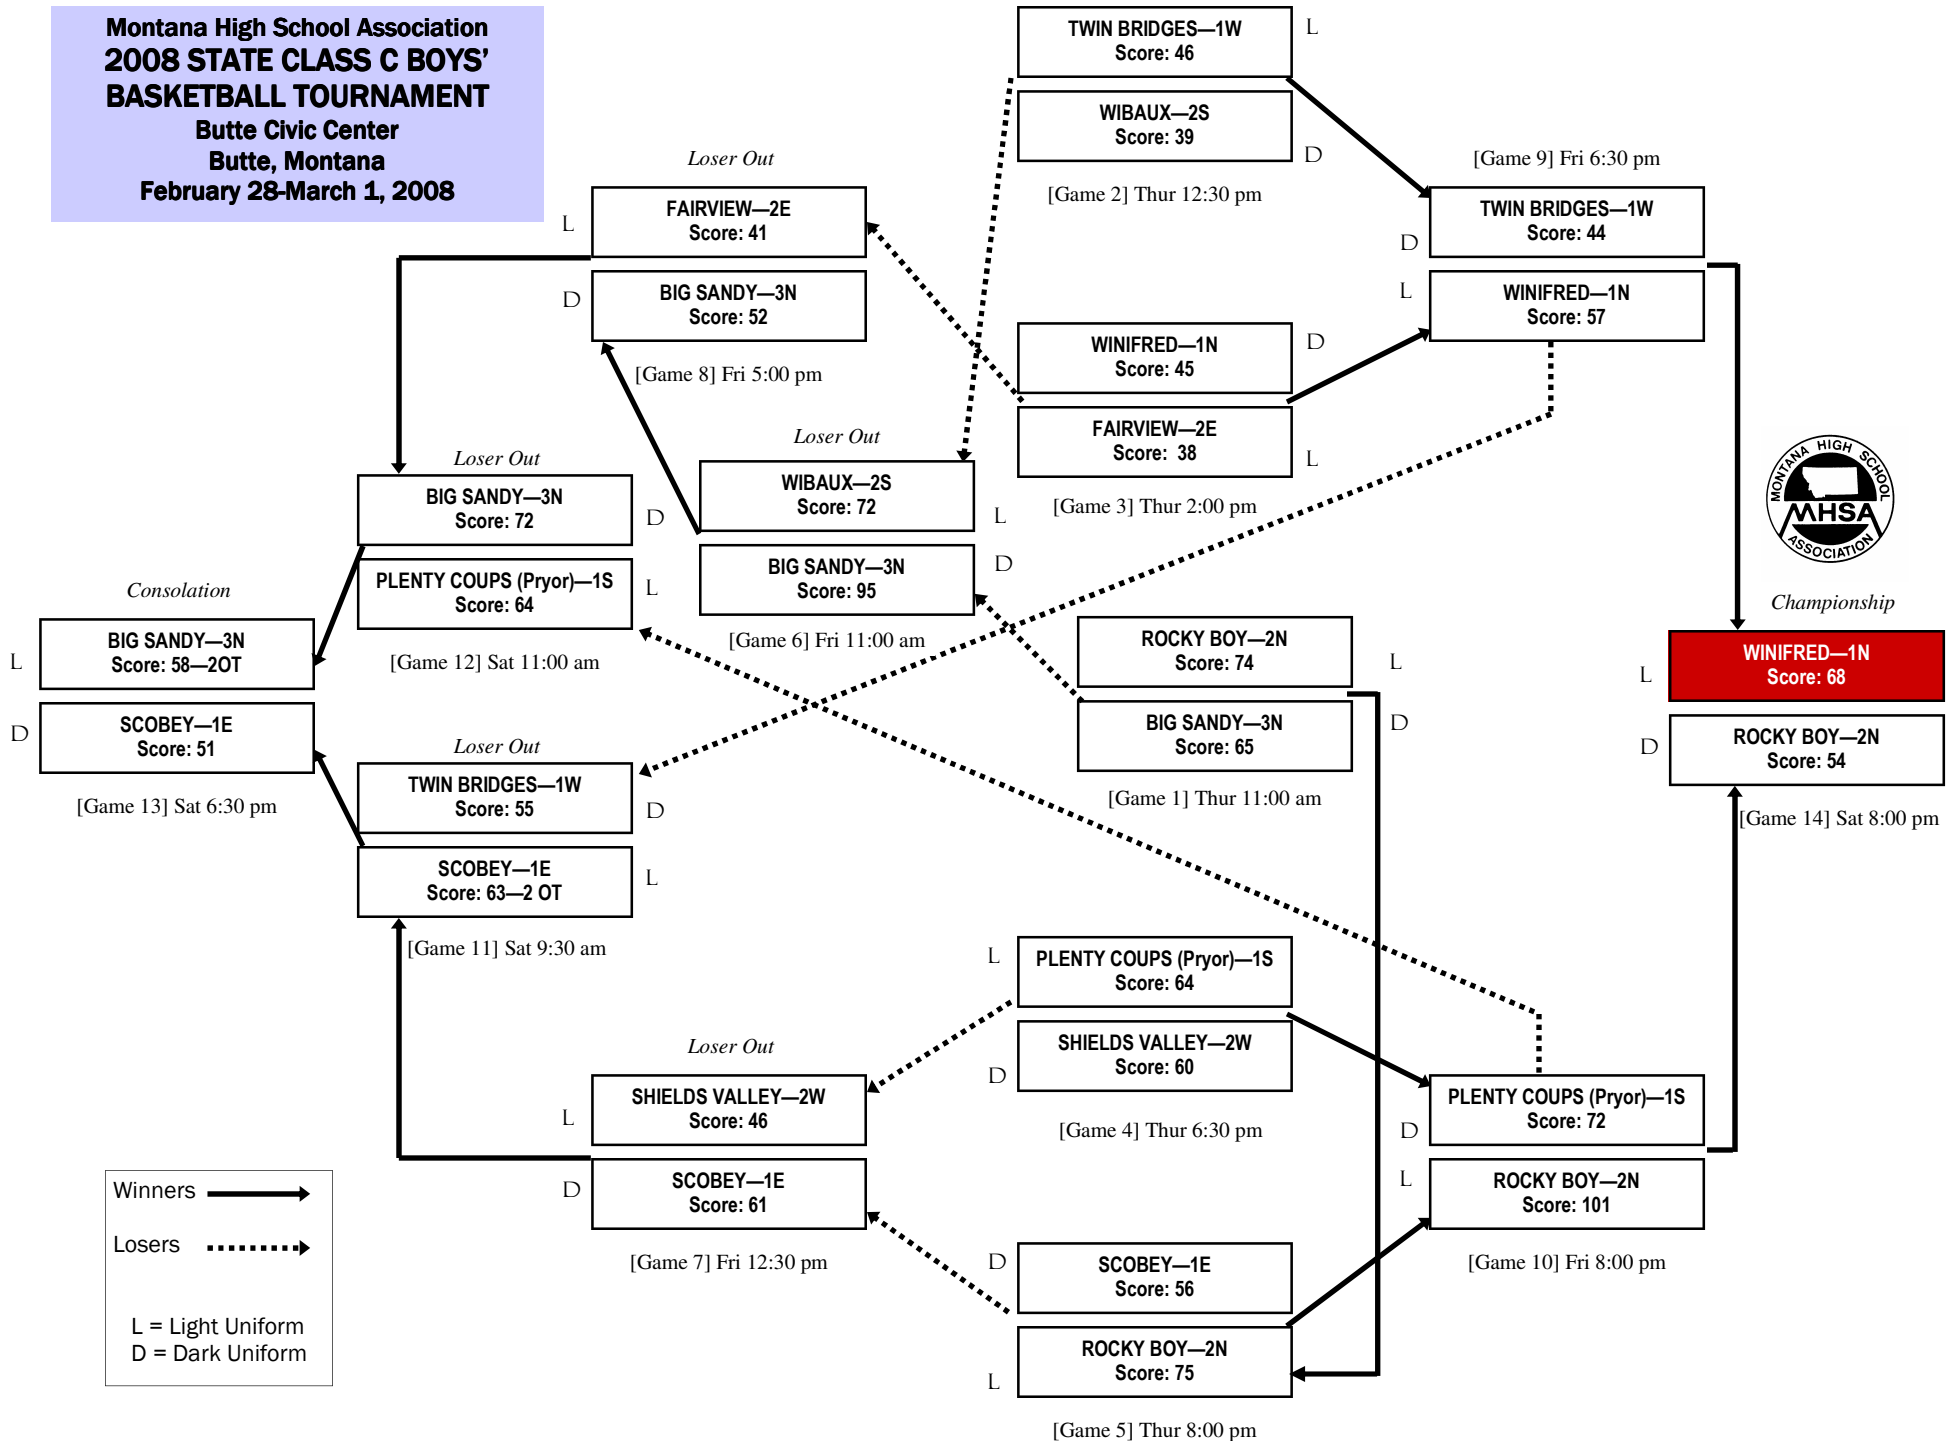 Montana High School Association
2008 STATE CLASS C BOYS'
BASKETBALL TOURNAMENT
Butte Civic Center
Butte, Montana
February 28-March 1, 2008
TWIN BRIDGES—1W
Score: 46
L
WIBAUX—2S
Score: 39
D
[Game 2] Thur 12:30 pm
Loser Out
L
FAIRVIEW—2E
Score: 41
D
BIG SANDY—3N
Score: 52
[Game 8] Fri 5:00 pm
[Game 9] Fri 6:30 pm
TWIN BRIDGES—1W
Score: 44
D
L
WINIFRED—1N
Score: 57
WINIFRED—1N
Score: 45
D
FAIRVIEW—2E
Score: 38
L
[Game 3] Thur 2:00 pm
Loser Out
WIBAUX—2S
Score: 72
L
BIG SANDY—3N
Score: 95
D
[Game 6] Fri 11:00 am
Loser Out
BIG SANDY—3N
Score: 72
D
PLENTY COUPS (Pryor)—1S
Score: 64
L
[Game 12] Sat 11:00 am
Consolation
L
BIG SANDY—3N
Score: 58—2OT
D
SCOBEY—1E
Score: 51
[Game 13] Sat 6:30 pm
ROCKY BOY—2N
Score: 74
L
BIG SANDY—3N
Score: 65
D
[Game 1] Thur 11:00 am
MONTANA HIGH SCHOOL
MHSA
ASSOCIATION
Championship
L
WINIFRED—1N
Score: 68
D
ROCKY BOY—2N
Score: 54
[Game 14] Sat 8:00 pm
Loser Out
TWIN BRIDGES—1W
Score: 55
D
SCOBEY—1E
Score: 63—2 OT
L
[Game 11] Sat 9:30 am
L
PLENTY COUPS (Pryor)—1S
Score: 64
D
SHIELDS VALLEY—2W
Score: 60
[Game 4] Thur 6:30 pm
Loser Out
L
SHIELDS VALLEY—2W
Score: 46
D
SCOBEY—1E
Score: 61
[Game 7] Fri 12:30 pm
PLENTY COUPS (Pryor)—1S
Score: 72
D
L
ROCKY BOY—2N
Score: 101
[Game 10] Fri 8:00 pm
D
SCOBEY—1E
Score: 56
L
ROCKY BOY—2N
Score: 75
[Game 5] Thur 8:00 pm
Winners
Losers
L = Light Uniform
D = Dark Uniform